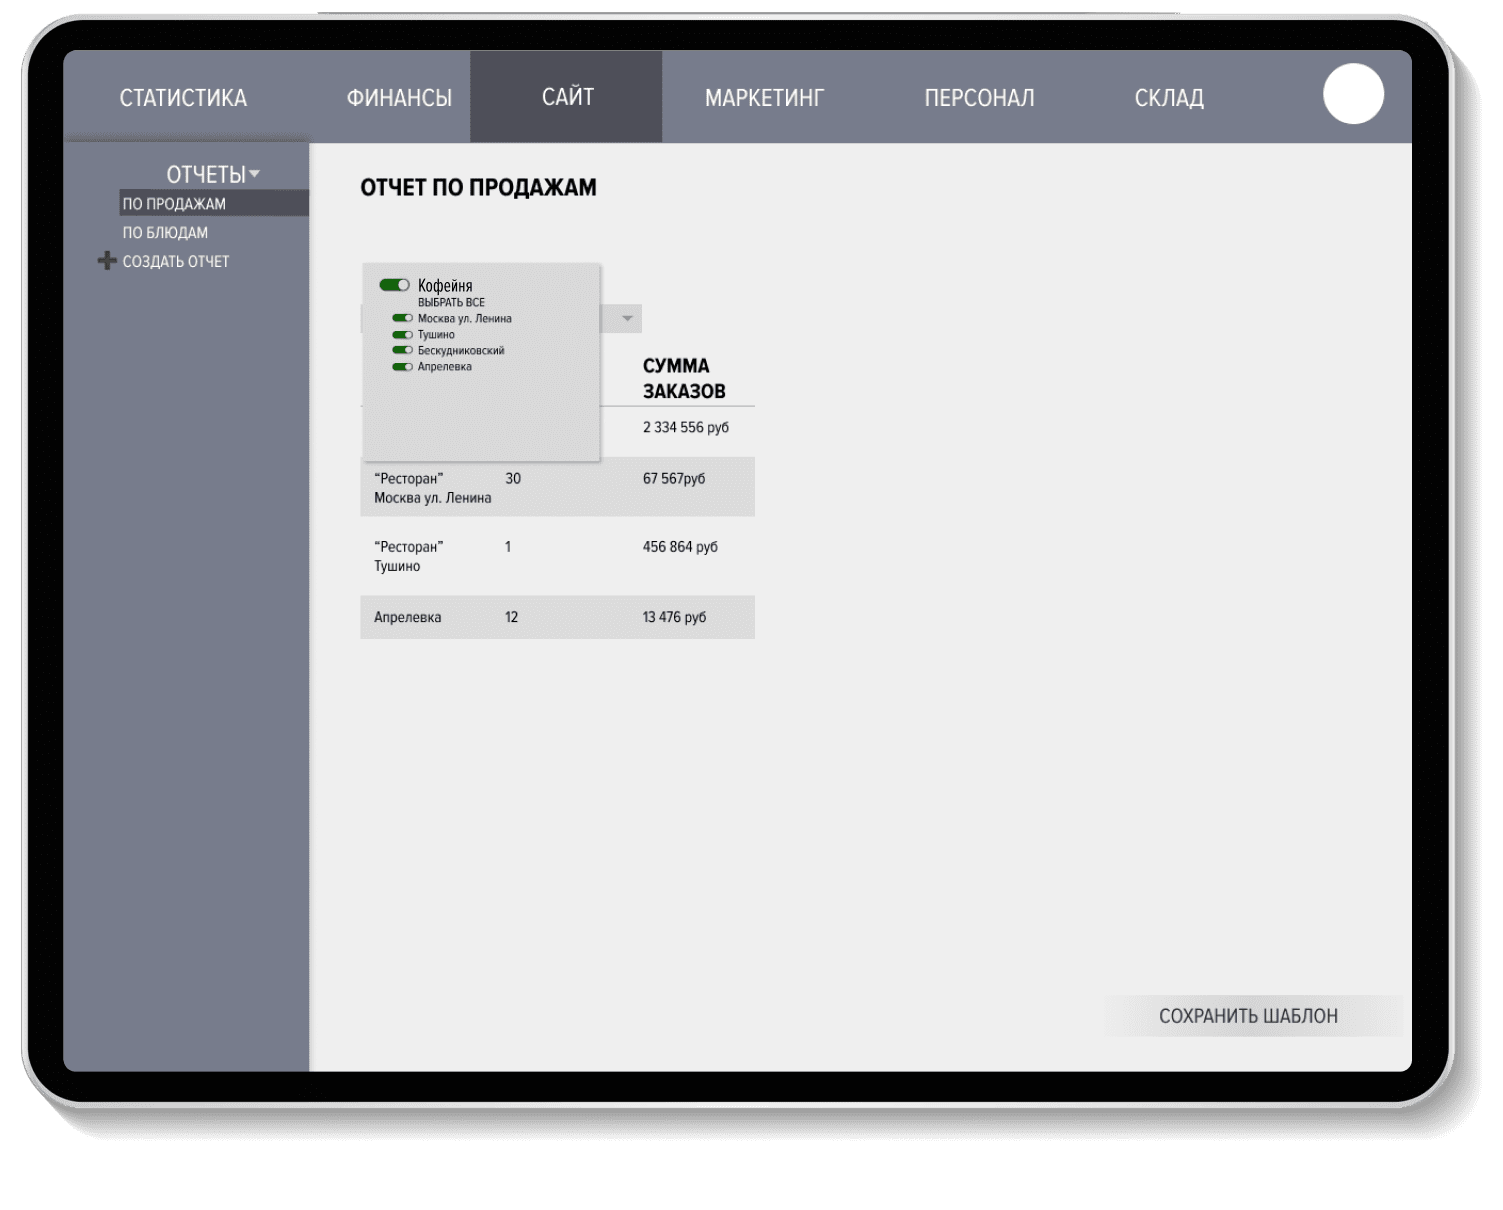 СТАТИСТИКА ФИНАНСЫ САЙТ МАРКЕТИНГ ПЕРСОНАЛ СКЛАД
ОТЧЕТЫ
ПО ПРОДАЖАМ
ПО БЛЮДАМ
СОЗДАТЬ ОТЧЕТ
ОТЧЕТ ПО ПРОДАЖАМ
Кофейня
ВЫБРАТЬ ВСЕ
Москва ул. Ленина
Тушино
Бескудниковский
Апрелевка
СУММА
ЗАКАЗОВ
2 334 556 руб
“Ресторан” 30 67 567руб
Москва ул. Ленина
“Ресторан” 1 456 864 руб
Тушино
Апрелевка 12 13 476 руб
СОХРАНИТЬ ШАБЛОН